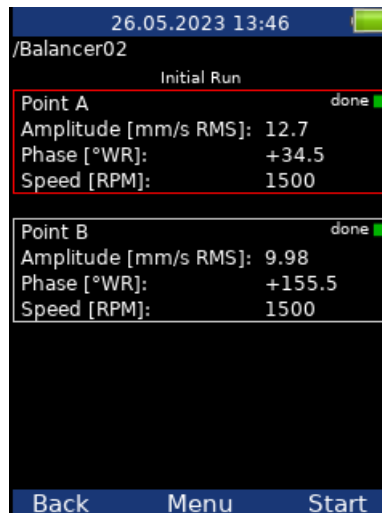 26.05.2023 13:46
/Balancer02
Initial Run
Point A done
Amplitude [mm/s RMS]: 12.7
Phase [°WR]: +34.5
Speed [RPM]: 1500
Point B done
Amplitude [mm/s RMS]: 9.98
Phase [°WR]: +155.5
Speed [RPM]: 1500
Back Menu Start